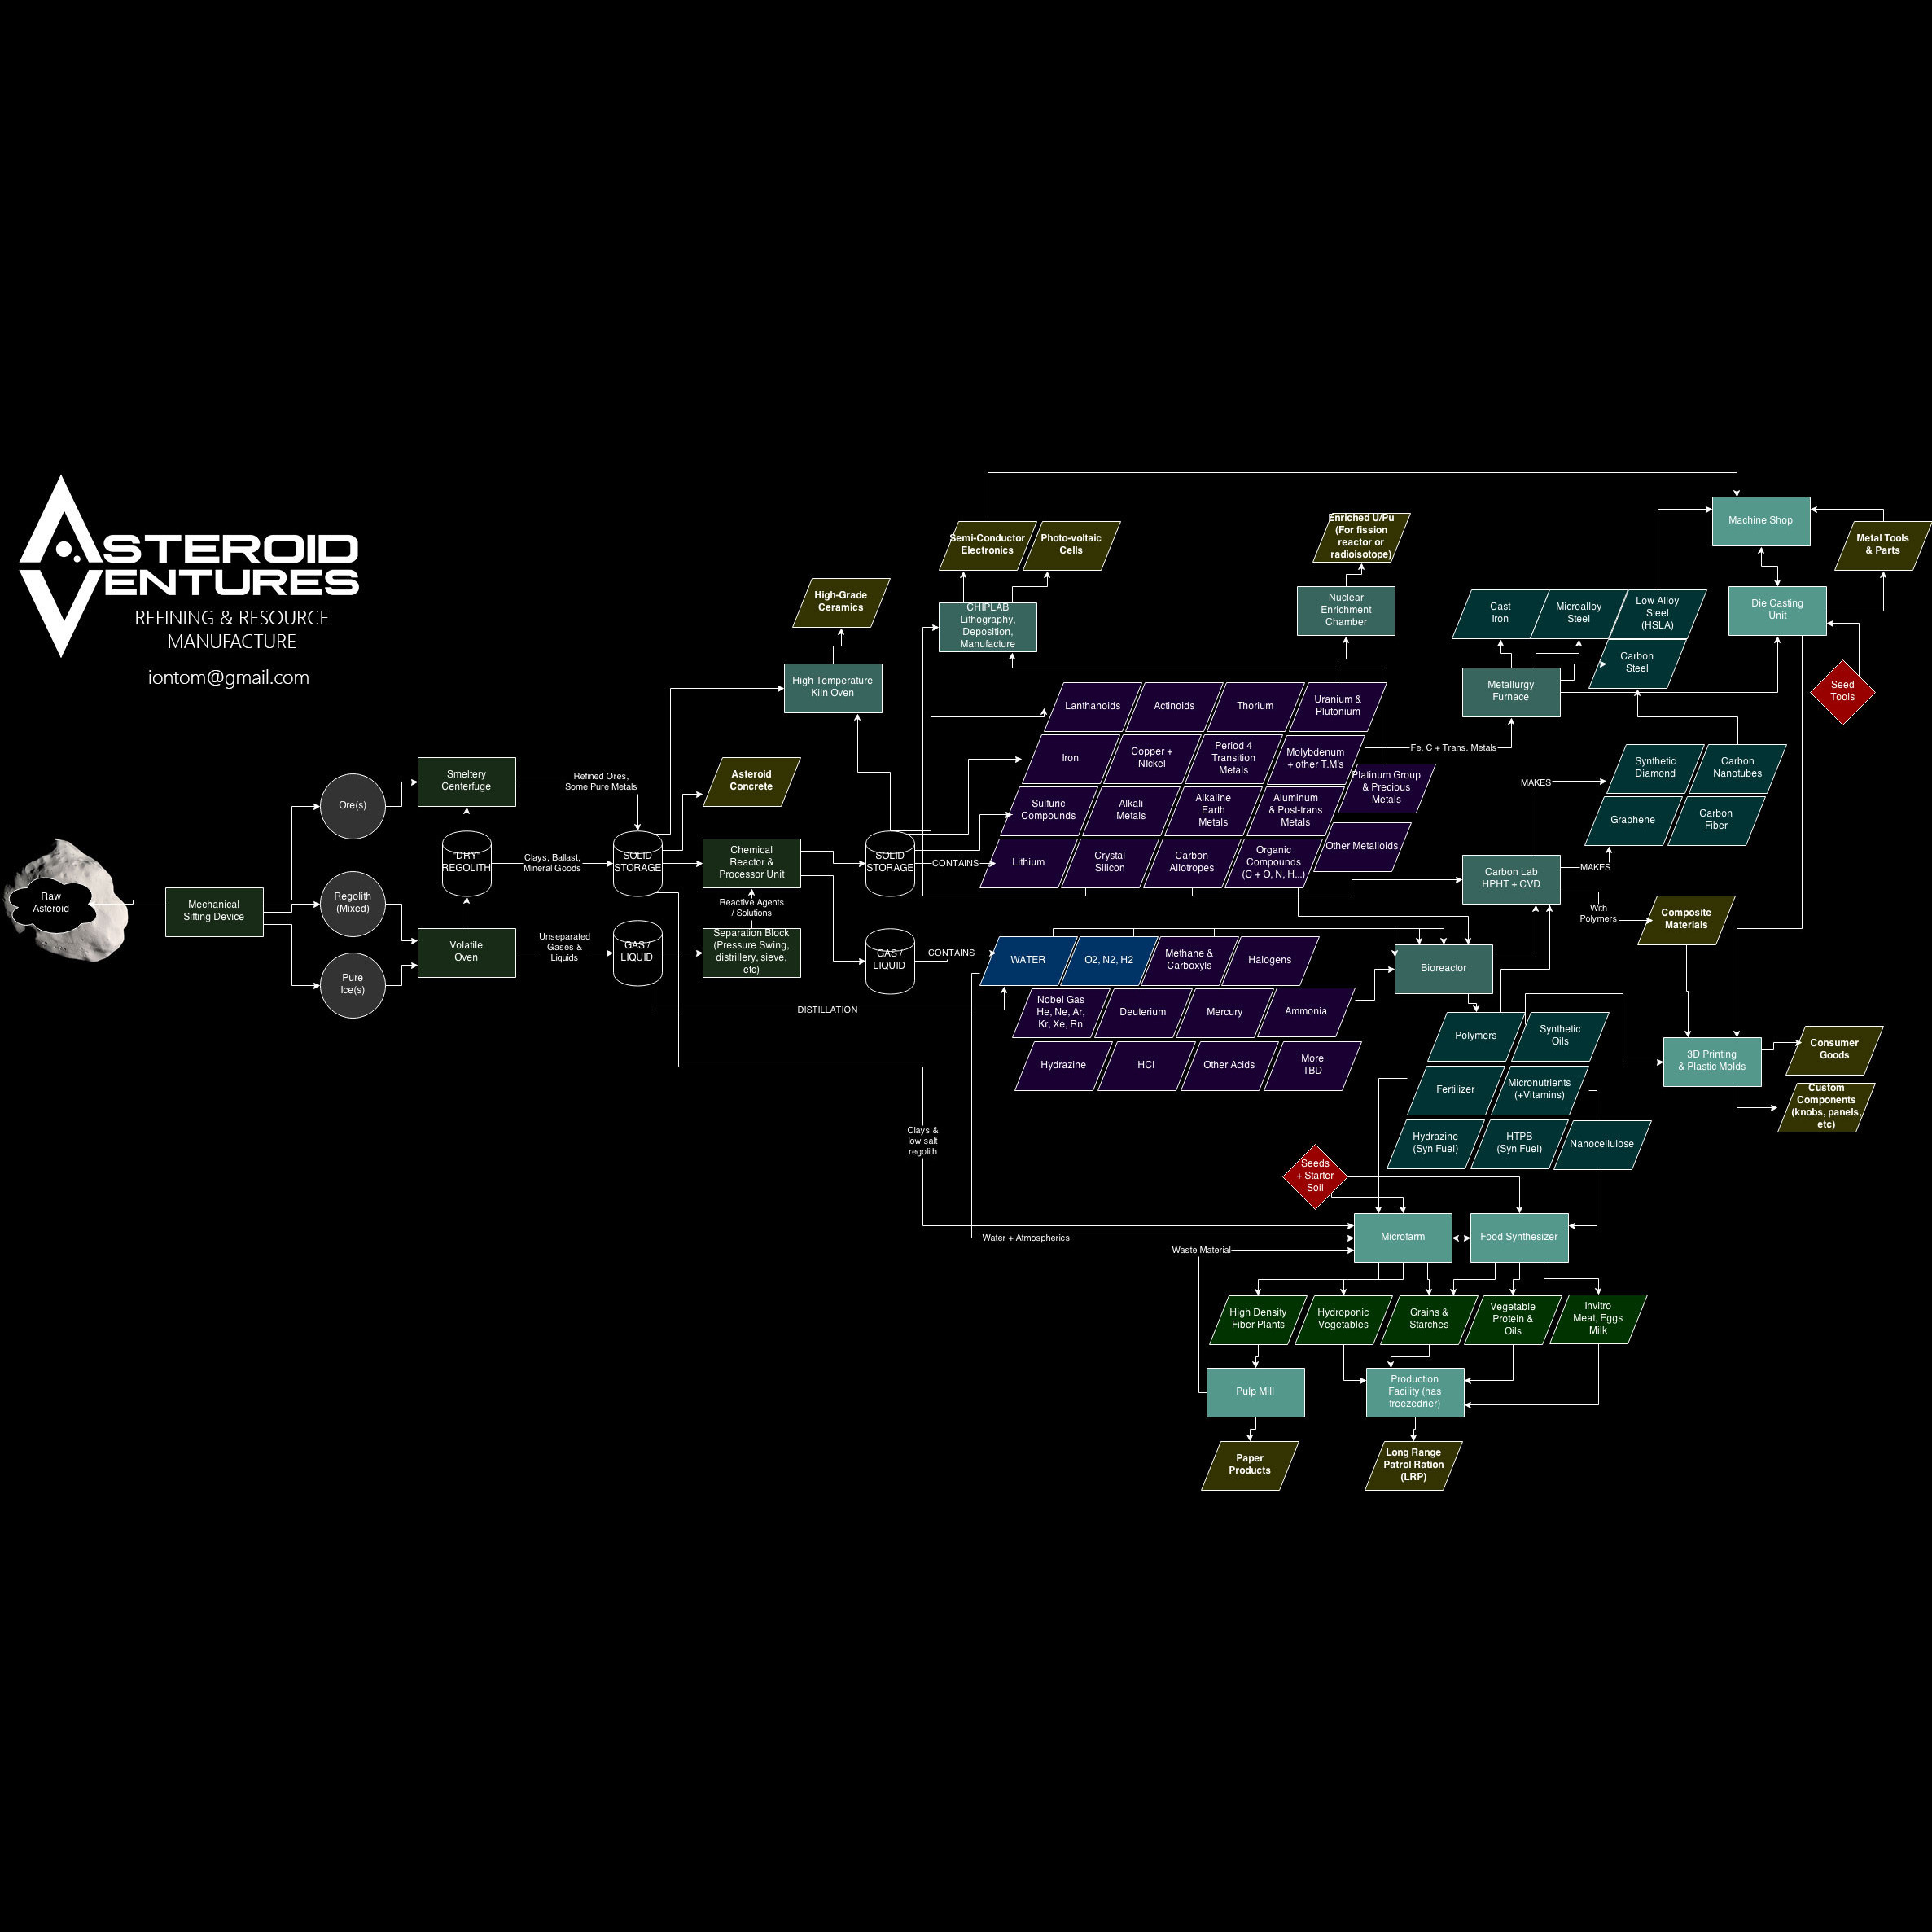 ASTEROID
VENTURES
REFINING & RESOURCE
MANUFACTURE
iontom@gmail.com
Raw
Asteroid
Mechanical
Sifting Device
Ore(s)
Regolith
(Mixed)
Pure
Ice(s)
Smeltery
Centerfuge
DRY
REGOLITH
Volatile
Oven
Refined Ores,
Some Pure Metals
Clays, Ballast,
Mineral Goods
Unseparated
Gases &
Liquids
SOLID
STORAGE
GAS /
LIQUID
Asteroid
Concrete
Chemical
Reactor &
Processor Unit
Reactive Agents
/ Solutions
Separation Block
(Pressure Swing,
distillery, sieve,
etc)
DISTILLATION
High-Grade
Ceramics
High Temperature
Kiln Oven
SOLID
STORAGE
CONTAINS
GAS /
LIQUID
CONTAINS
Clays &
low salt
regolith
Semi-Conductor
Electronics
Photo-voltaic
Cells
CHIPLAB
Lithography,
Deposition,
Manufacture
Enriched U/Pu
(For fission
reactor or
radioisotope)
Nuclear
Enrichment
Chamber
Lanthanoids
Actinoids
Thorium
Uranium &
Plutonium
Iron
Copper +
NIckel
Period 4
Transition
Metals
Molybdenum
+ other T.M's
Platinum Group
& Precious
Metals
Sulfuric
Compounds
Alkali
Metals
Alkaline
Earth
Metals
Aluminum
& Post-trans
Metals
Other Metalloids
Lithium
Crystal
Silicon
Carbon
Allotropes
Organic
Compounds
(C + O, N, H...)
WATER
O2, N2, H2
Methane &
Carboxyls
Halogens
Nobel Gas
He, Ne, Ar,
Kr, Xe, Rn
Deuterium
Mercury
Ammonia
Hydrazine
HCl
Other Acids
More
TBD
Fe, C + Trans. Metals
Machine Shop
Metal Tools
& Parts
Die Casting
Unit
Seed
Tools
Cast
Iron
Microalloy
Steel
Low Alloy
Steel
(HSLA)
Carbon
Steel
Metallurgy
Furnace
MAKES
Synthetic
Diamond
Carbon
Nanotubes
Graphene
Carbon
Fiber
MAKES
Carbon Lab
HPHT + CVD
With
Polymers
Composite
Materials
Bioreactor
Polymers
Synthetic
Oils
Fertilizer
Micronutrients
(+Vitamins)
Hydrazine
(Syn Fuel)
HTPB
(Syn Fuel)
Nanocellulose
3D Printing
& Plastic Molds
Consumer
Goods
Custom
Components
(knobs, panels,
etc)
Seeds
+ Starter
Soil
Water + Atmospherics
Waste Material
Microfarm
Food Synthesizer
High Density
Fiber Plants
Hydroponic
Vegetables
Grains &
Starches
Vegetable
Protein &
Oils
Invitro
Meat, Eggs
Milk
Pulp Mill
Production
Facility (has
freezedrier)
Paper
Products
Long Range
Patrol Ration
(LRP)